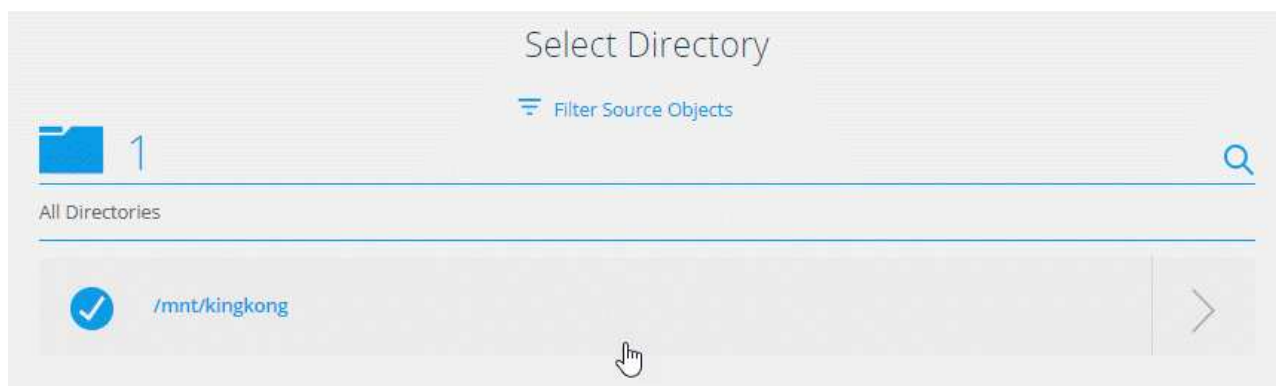 Select Directory
Filter Source Objects
1
All Directories
/mnt/kingkong